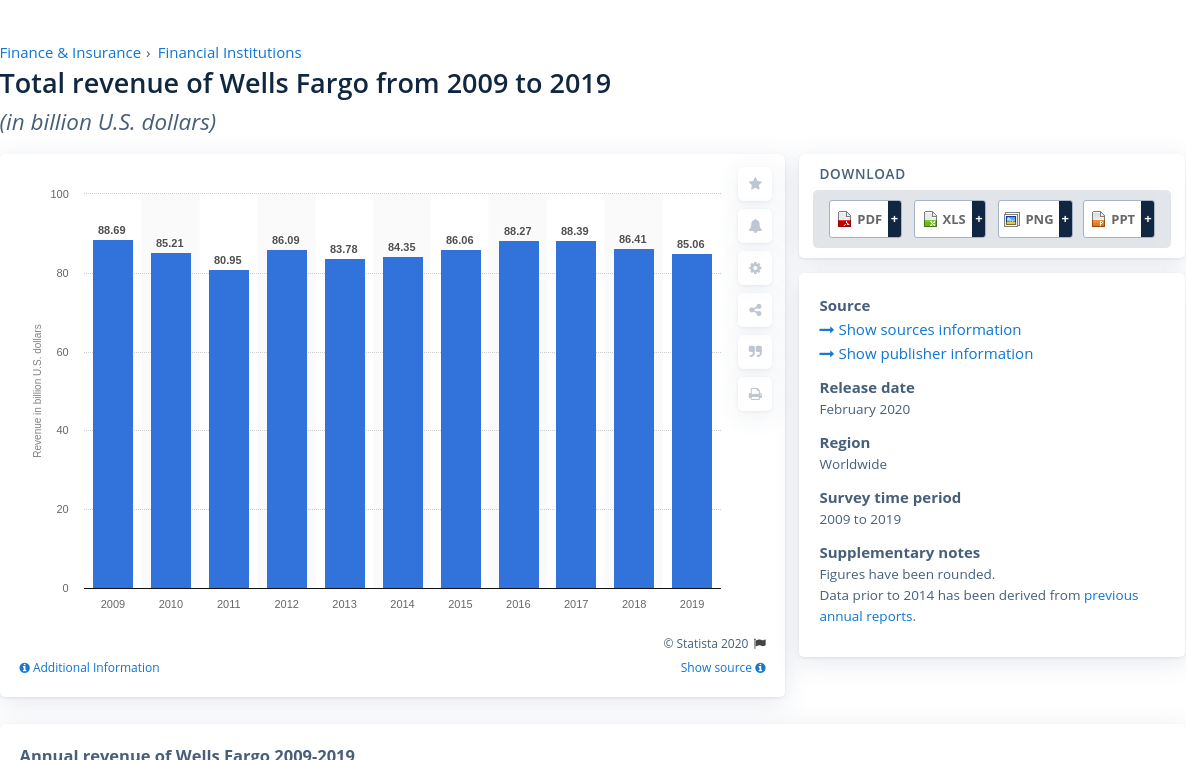 Finance & Insurance › Financial Institutions
Total revenue of Wells Fargo from 2009 to 2019
(in billion U.S. dollars)
100
80
60
40
20
0
Revenue in billion U.S. dollars
88.69
85.21
80.95
86.09
83.78
84.35
86.06
88.27
88.39
86.41
85.06
2009 2010 2011 2012 2013 2014 2015 2016 2017 2018 2019
© Statista 2020
Additional Information
Show source
DOWNLOAD
PDF + XLS + PNG + PPT +
Source
Show sources information
Show publisher information
Release date
February 2020
Region
Worldwide
Survey time period
2009 to 2019
Supplementary notes
Figures have been rounded.
Data prior to 2014 has been derived from previous
annual reports.
Annual revenue of Wells Fargo 2009-2019